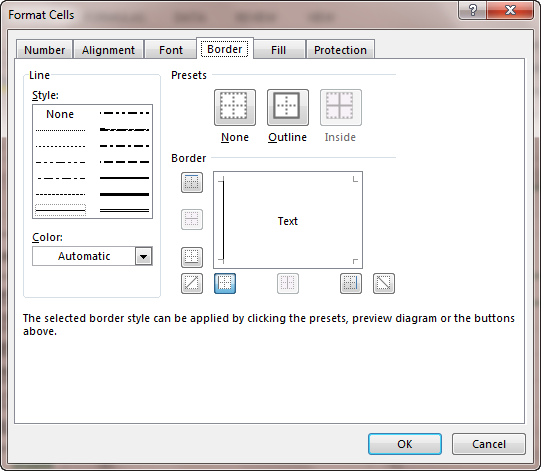 Format Cells
Number Alignment Font Border Fill Protection
Line
Style:
None
Color:
Automatic
Presets
None Outline Inside
Border
Text
The selected border style can be applied by clicking the presets, preview diagram or the buttons
above.
OK Cancel